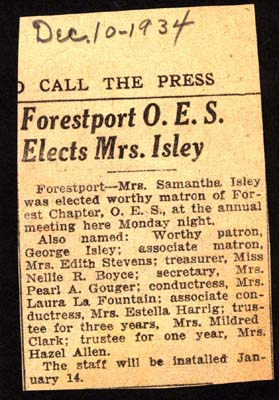 Dec. 10-1934
O CALL THE PRESS
Forestport O. E. S.
Elects Mrs. Isley
Forestport—Mrs. Samantha Isley
was elected worthy matron of For-
est Chapter, O. E. S., at the annual
meeting here Monday night.
Also named: Worthy patron,
George Isley; associate matron,
Mrs. Edith Stevens; treasurer, Miss
Nellie R. Boyce; secretary, Mrs.
Pearl A. Gouger; conductress, Mrs.
Laura La Fountain; associate con-
ductress, Mrs. Estella Harrig; trus-
tee for three years, Mrs. Mildred
Clark; trustee for one year, Mrs.
Hazel Allen.
The staff will be installed Jan-
uary 14.